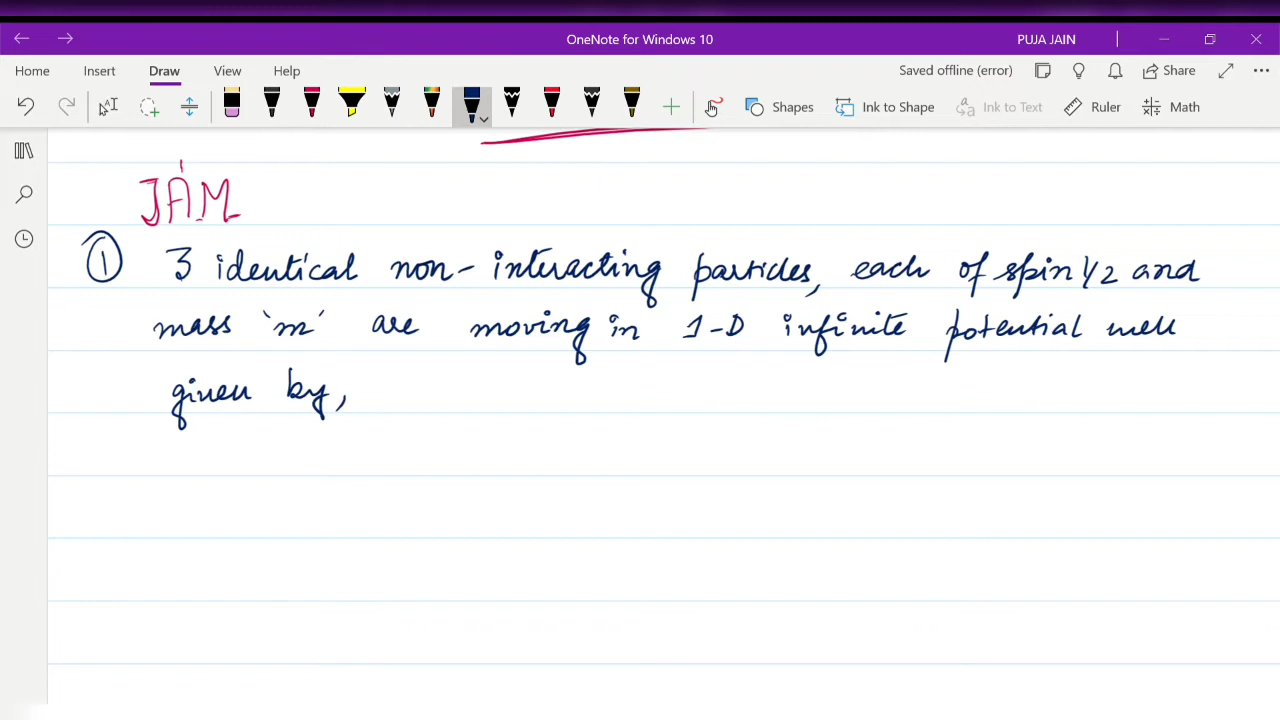 OneNote for Windows 10
PUJA JAIN
Home Insert Draw View Help
Saved offline (error)
Share
Shapes
Ink to Shape
Ink to Text
Ruler
Math
JAM
1 3 identical non-interacting particles, each of spin 1/2 and
mass 'm' are moving in 1-D infinite potential well
given by,